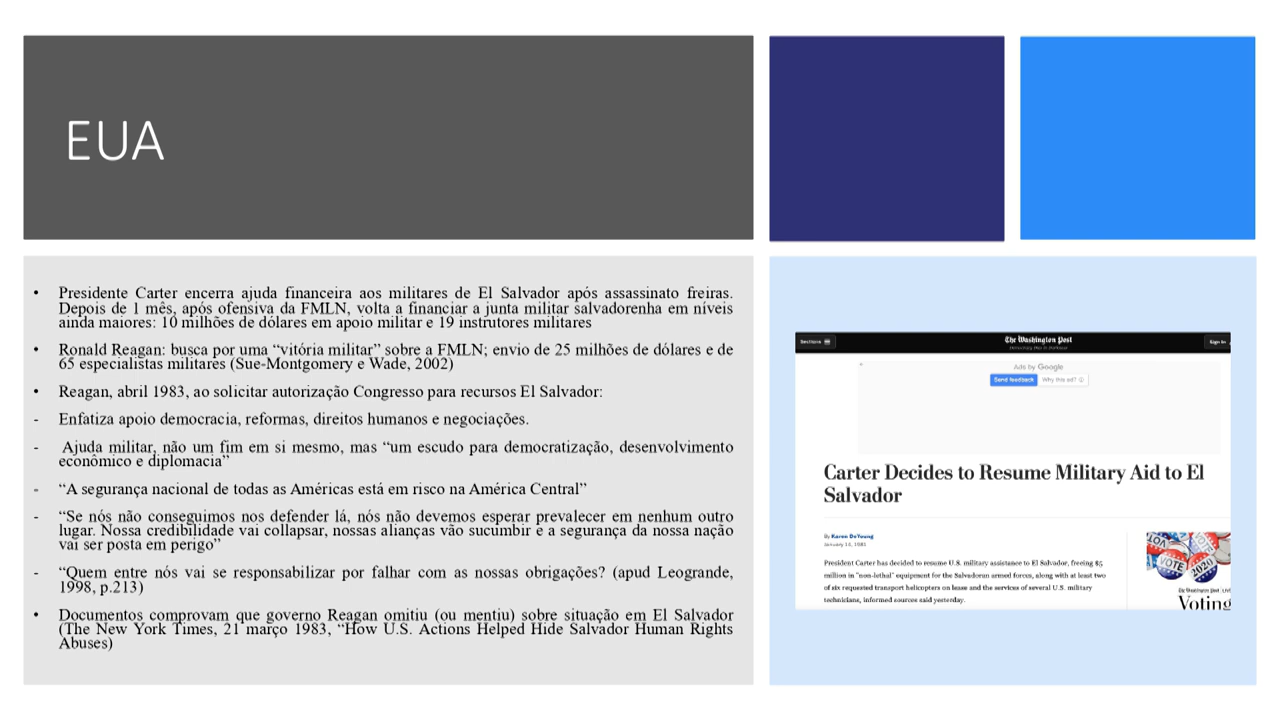 EUA
• Presidente Carter encerra ajuda financeira aos militares de El Salvador após assassinato freiras.
Depois de 1 mês, após ofensiva da FMLN, volta a financiar a junta militar salvadorenha em níveis
ainda maiores: 10 milhões de dólares em apoio militar e 19 instrutores militares
• Ronald Reagan: busca por uma “vitória militar” sobre a FMLN; envio de 25 milhões de dólares e de
65 especialistas militares (Sue-Montgomery e Wade, 2002)
• Reagan, abril 1983, ao solicitar autorização Congresso para recursos El Salvador:
- Enfatiza apoio democracia, reformas, direitos humanos e negociações.
- Ajuda militar, não um fim em si mesmo, mas “um escudo para democratização, desenvolvimento
econômico e diplomacia”
- “A segurança nacional de todas as Américas está em risco na América Central”
- “Se nós não conseguimos nos defender lá, nós não devemos esperar prevalecer em nenhum outro
lugar. Nossa credibilidade vai collapsar, nossas alianças vão sucumbir e a segurança da nossa nação
vai ser posta em perigo”
- “Quem entre nós vai se responsabilizar por falhar com as nossas obrigações? (apud Leogrande,
1998, p.213)
• Documentos comprovam que governo Reagan omitiu (ou mentiu) sobre situação em El Salvador
(The New York Times, 21 março 1983, “How U.S. Actions Helped Hide Salvador Human Rights
Abuses)
Sections The Washington Post Sign In
Democracy Dies in Darkness
Ads by Google
Send feedback Why this ad?
Carter Decides to Resume Military Aid to El
Salvador
By Karen DeYoung
January 14, 1981
President Carter has decided to resume U.S. military assistance to El Salvador, freeing $5
million in "non-lethal" equipment for the Salvadoran armed forces, along with at least two
of six requested transport helicopters on lease and the services of several U.S. military
technicians, informed sources said yesterday.
VOTE
2020
The Washington Post
Voting